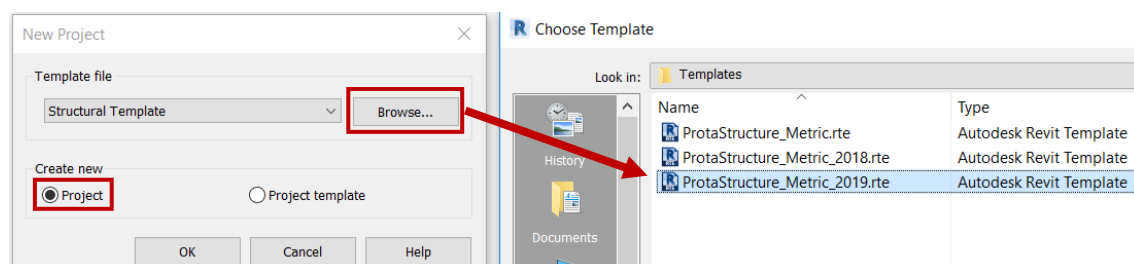 New Project
Template file
Structural Template
Browse...
Create new
Project
Project template
OK
Cancel
Help
R Choose Template
Look in:
Templates
History
Documents
Name
Type
ProtaStructure_Metric.rte
Autodesk Revit Template
ProtaStructure_Metric_2018.rte
Autodesk Revit Template
ProtaStructure_Metric_2019.rte
Autodesk Revit Template